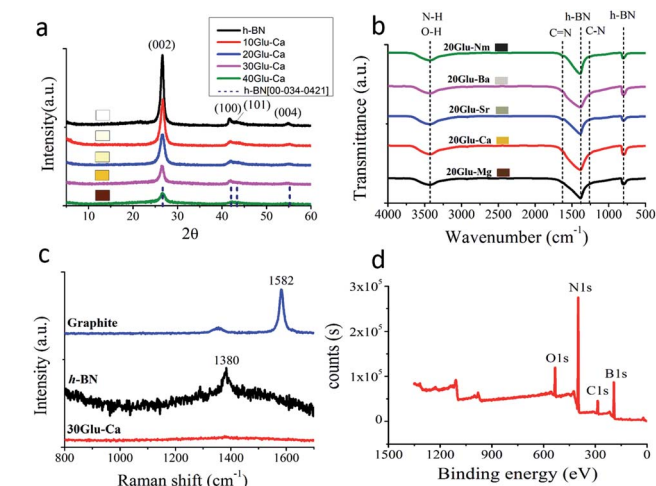 a
h-BN
10Glu-Ca
20Glu-Ca
30Glu-Ca
40Glu-Ca
h-BN[00-034-0421]
(002)
(100)
(101)
(004)
Intensity(a.u.)
10 20 30 40 50 60
2θ
b
N-H
O-H
h-BN
C=N
C-N
h-BN
20Glu-Nm
20Glu-Ba
20Glu-Sr
20Glu-Ca
20Glu-Mg
Transmittance(a.u.)
4000 3500 3000 2500 2000 1500 1000 500
Wavenumber (cm⁻¹)
c
1582
Graphite
1380
h-BN
30Glu-Ca
Intensity (a.u.)
800 1000 1200 1400 1600
Raman shift (cm⁻¹)
d
N1s
O1s
C1s
B1s
counts (s)
3x10⁵
2x10⁵
1x10⁵
0
1500 1200 900 600 300 0
Binding energy (eV)